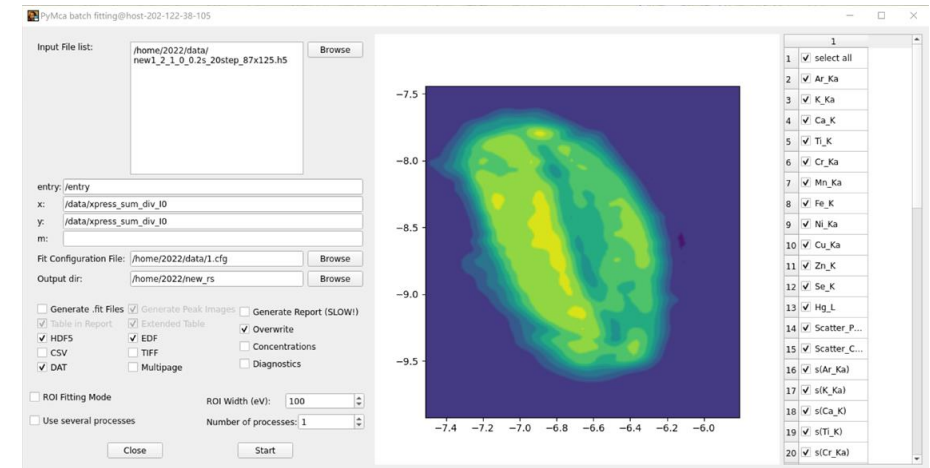 PyMca batch fitting@host-202-122-38-105
Input File list:
/home/2022/data/
new1_2_1_0_0.2s_20step_87x125.h5
Browse
entry: /entry
x: /data/xpress_sum_div_I0
y: /data/xpress_sum_div_I0
m:
Fit Configuration File: /home/2022/data/1.cfg Browse
Output dir: /home/2022/new_rs Browse
Generate .fit Files Generate Peak Images Generate Report (SLOW!)
Table in Report Extended Table Overwrite
HDF5 EDF Concentrations
CSV TIFF Diagnostics
DAT Multipage
ROI Fitting Mode ROI Width (eV): 100
Use several processes Number of processes: 1
Close Start
−7.5
−8.0
−8.5
−9.0
−9.5
−7.4 −7.2 −7.0 −6.8 −6.6 −6.4 −6.2 −6.0
1
1 select all
2 Ar_Ka
3 K_Ka
4 Ca_K
5 Ti_K
6 Cr_Ka
7 Mn_Ka
8 Fe_K
9 Ni_Ka
10 Cu_Ka
11 Zn_K
12 Se_K
13 Hg_L
14 Scatter_P...
15 Scatter_C...
16 s(Ar_Ka)
17 s(K_Ka)
18 s(Ca_K)
19 s(Ti_K)
20 s(Cr_Ka)